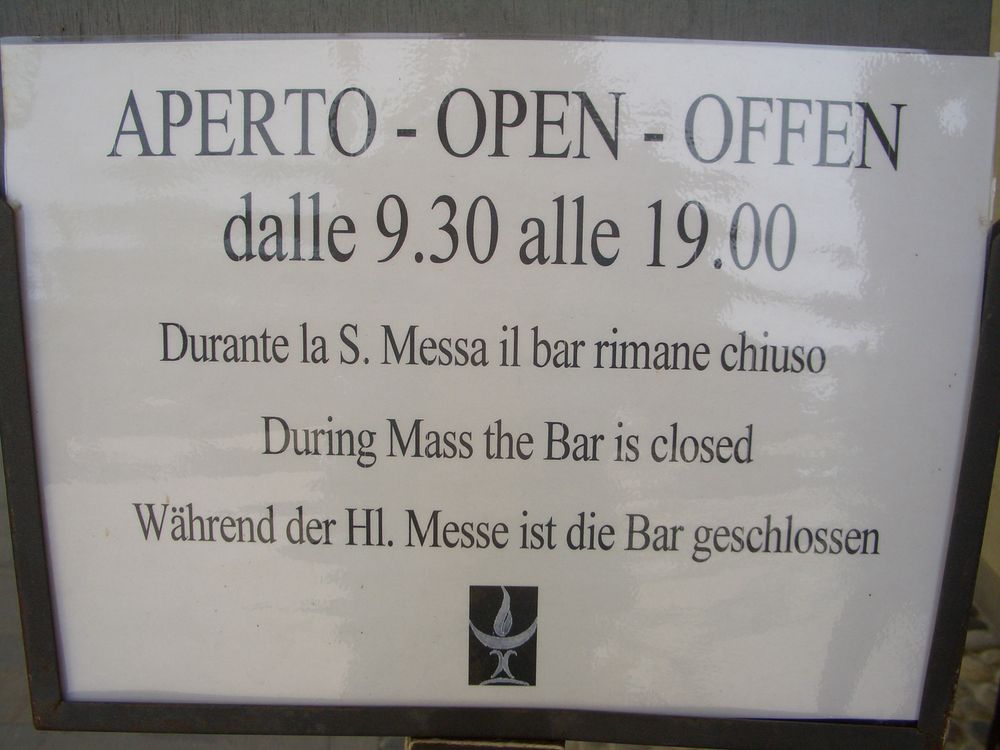 APERTO - OPEN - OFFEN
dalle 9.30 alle 19.00
Durante la S. Messa il bar rimane chiuso
During Mass the Bar is closed
Während der Hl. Messe ist die Bar geschlossen